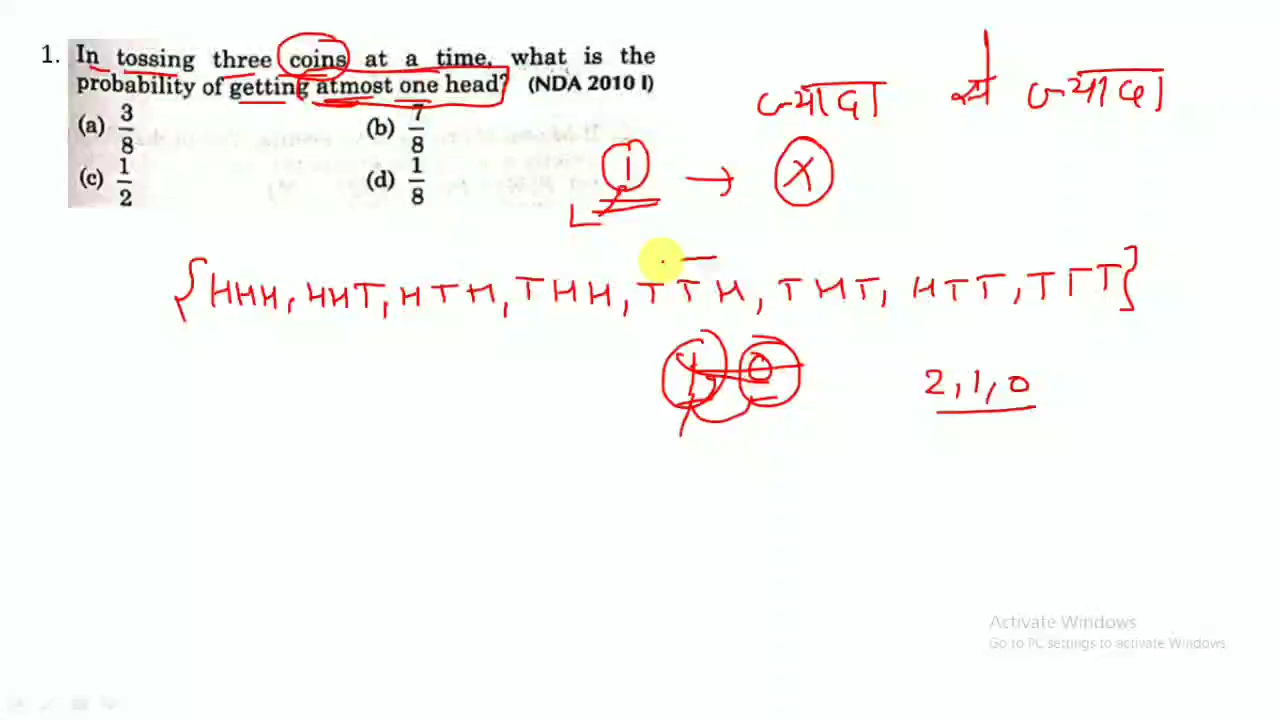 1. In tossing three coins at a time, what is the
probability of getting atmost one head? (NDA 2010 I)
(a) 3/8 (b) 7/8
(c) 1/2 (d) 1/8
ज्यादा से ज्यादा
1 → X
{HHH, HHT, HTH, THH, TTH, THT, HTT, TTT}
1 0
2, 1, 0
Activate Windows
Go to PC settings to activate Windows.